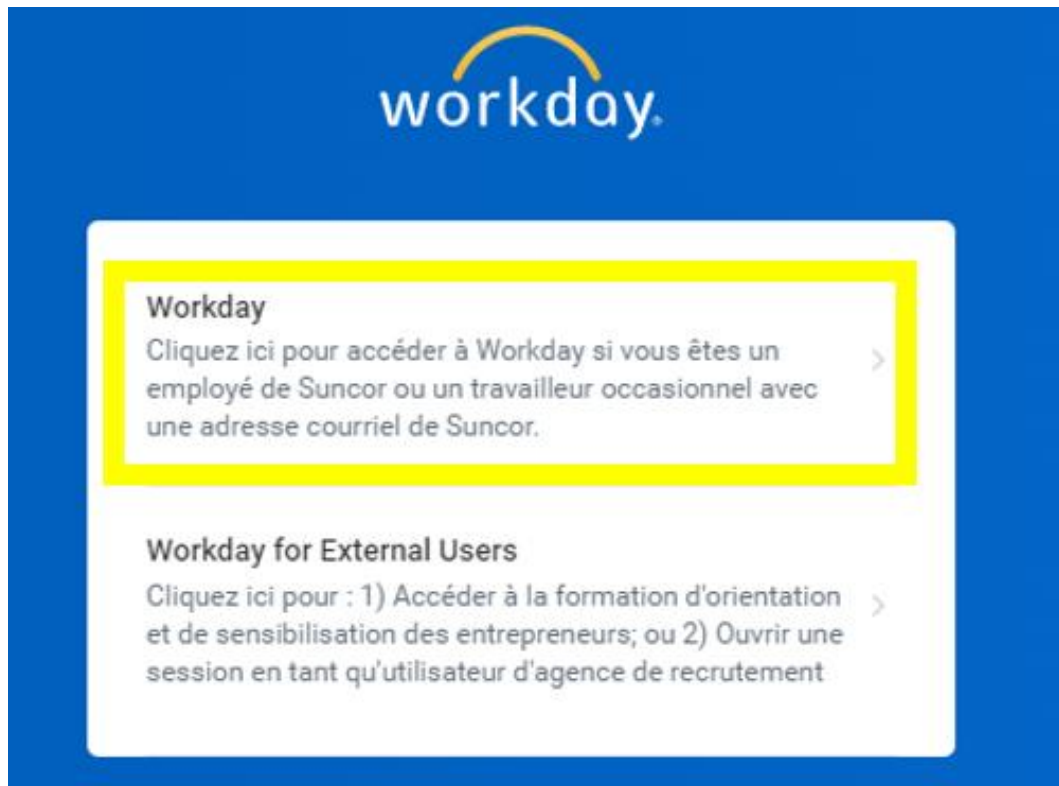 workday.
Workday
Cliquez ici pour accéder à Workday si vous êtes un
employé de Suncor ou un travailleur occasionnel avec
une adresse courriel de Suncor.
Workday for External Users
Cliquez ici pour : 1) Accéder à la formation d'orientation
et de sensibilisation des entrepreneurs; ou 2) Ouvrir une
session en tant qu'utilisateur d'agence de recrutement